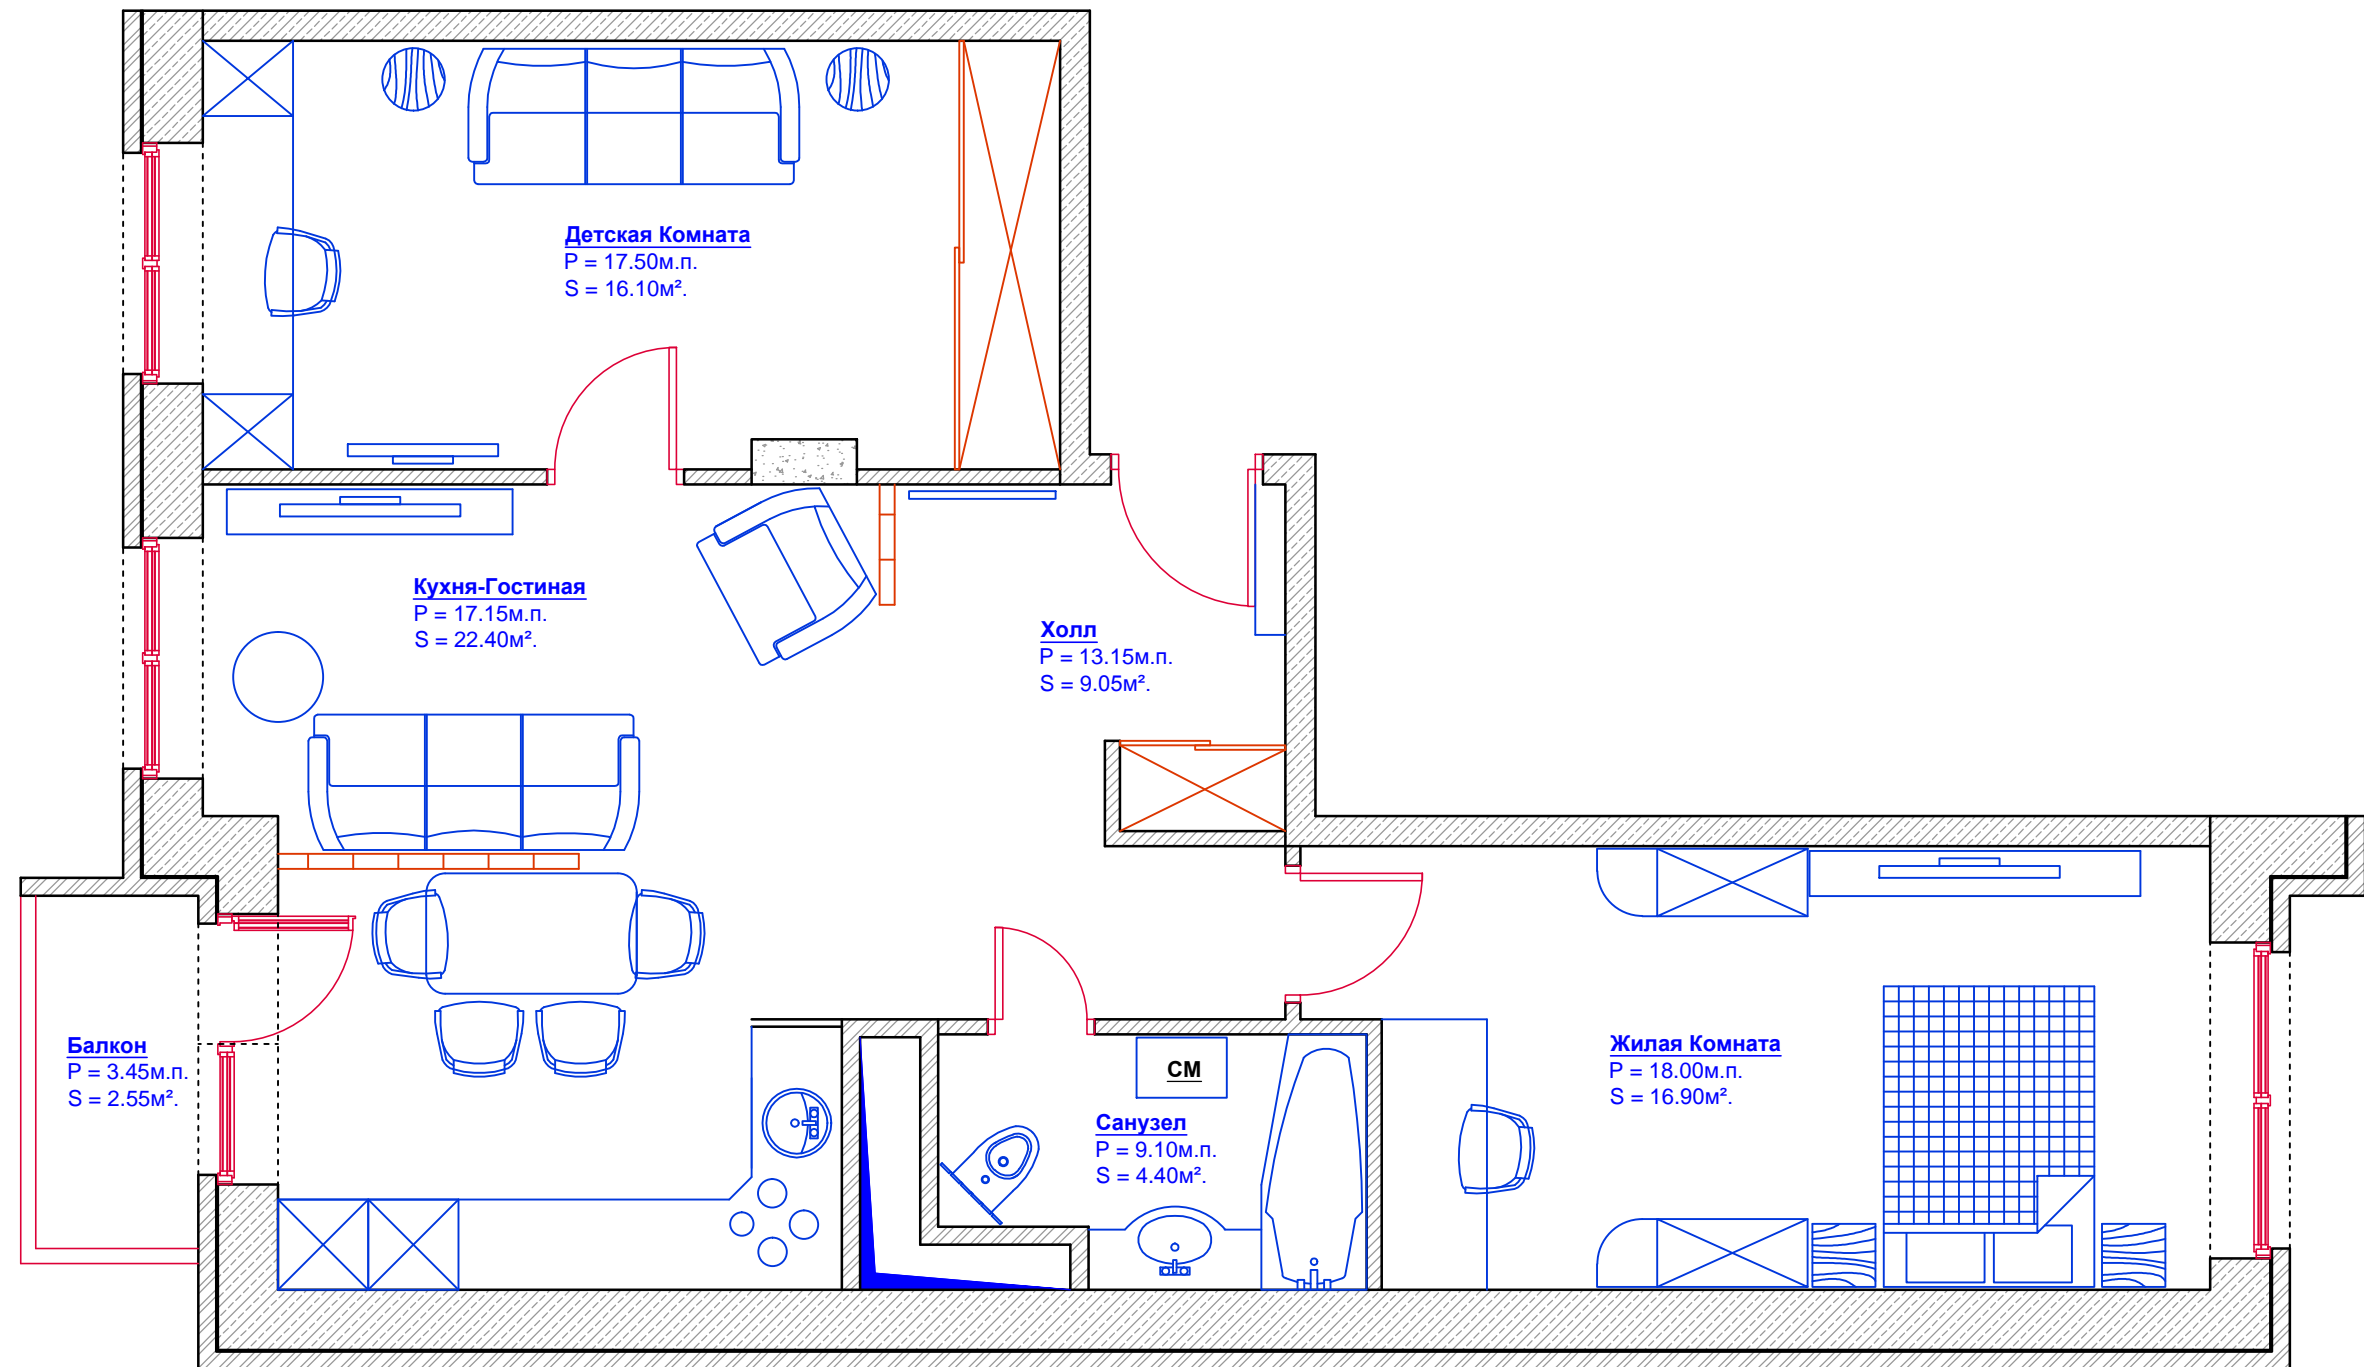 Детская Комната
P = 17.50м.п.
S = 16.10м².
Кухня-Гостиная
P = 17.15м.п.
S = 22.40м².
Холл
P = 13.15м.п.
S = 9.05м².
Балкон
P = 3.45м.п.
S = 2.55м².
СМ
Санузел
P = 9.10м.п.
S = 4.40м².
Жилая Комната
P = 18.00м.п.
S = 16.90м².